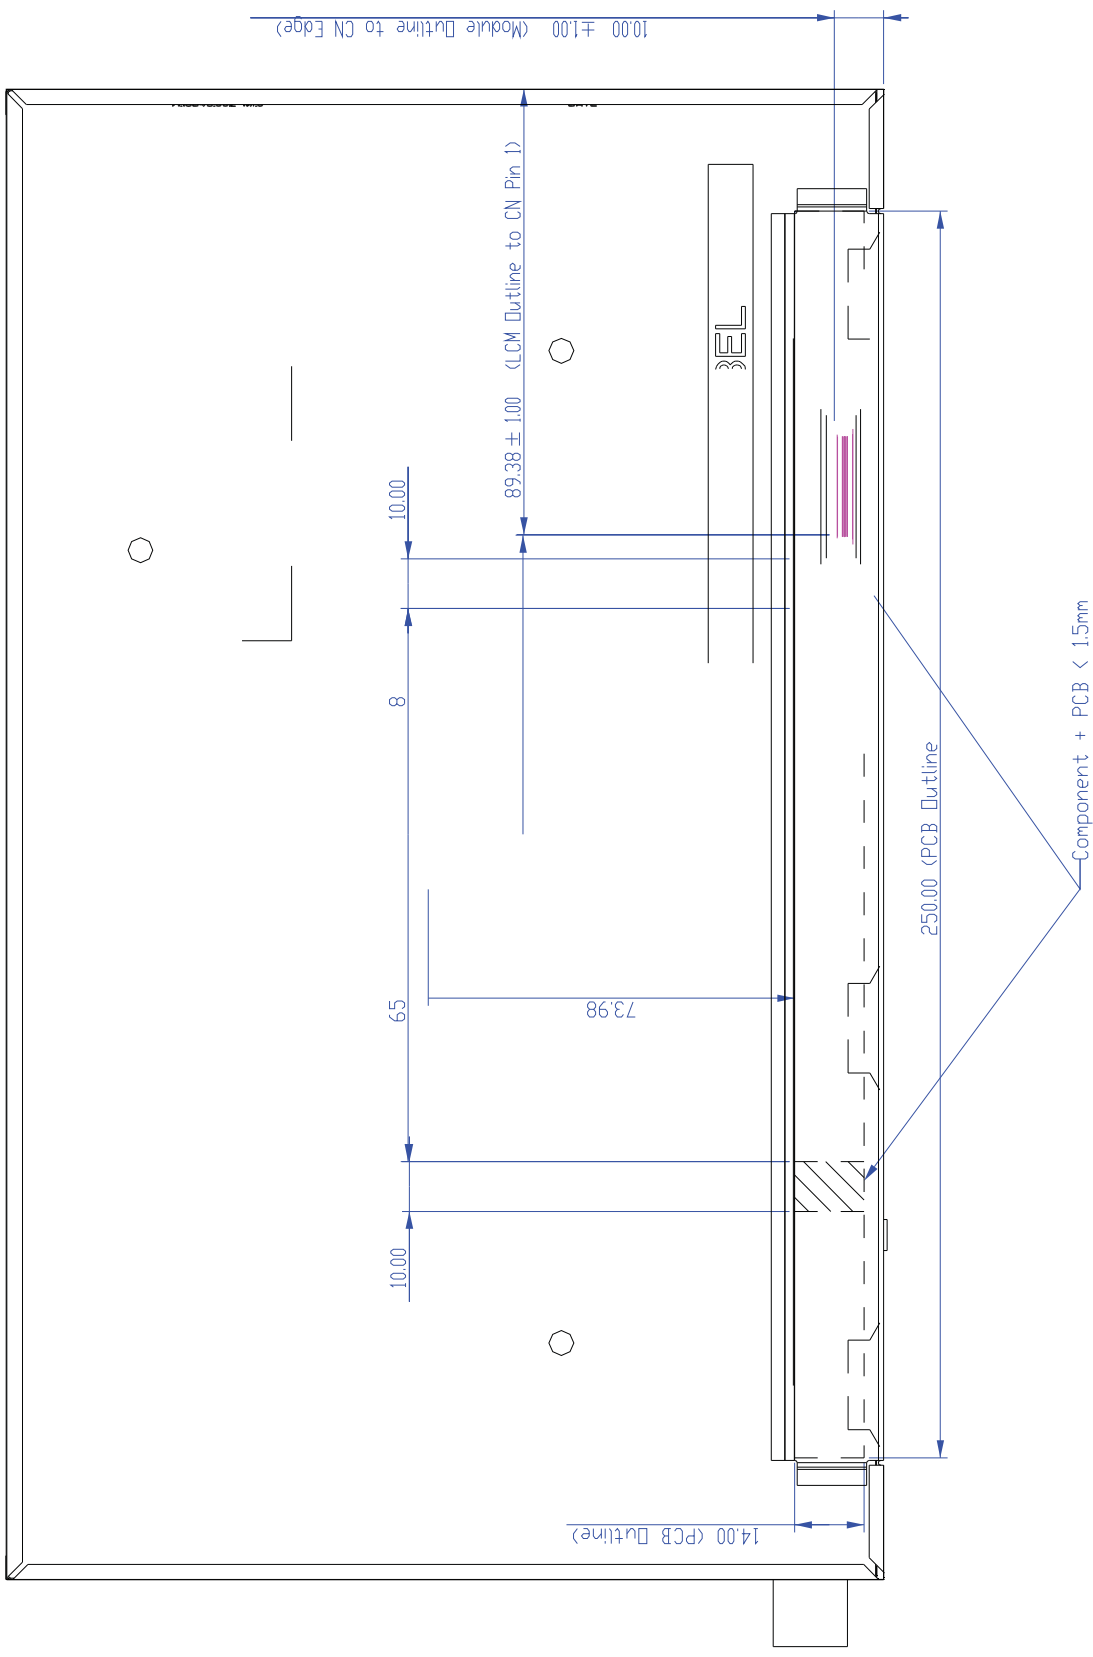 10.00 ±1.00 (Module Outline to CN Edge)
89.38 ± 1.00 (LCM Outline to CN Pin 1)
10.00
8
65
73.98
10.00
250.00 (PCB Outline
Component + PCB < 1.5mm
14.00 (PCB Outline)